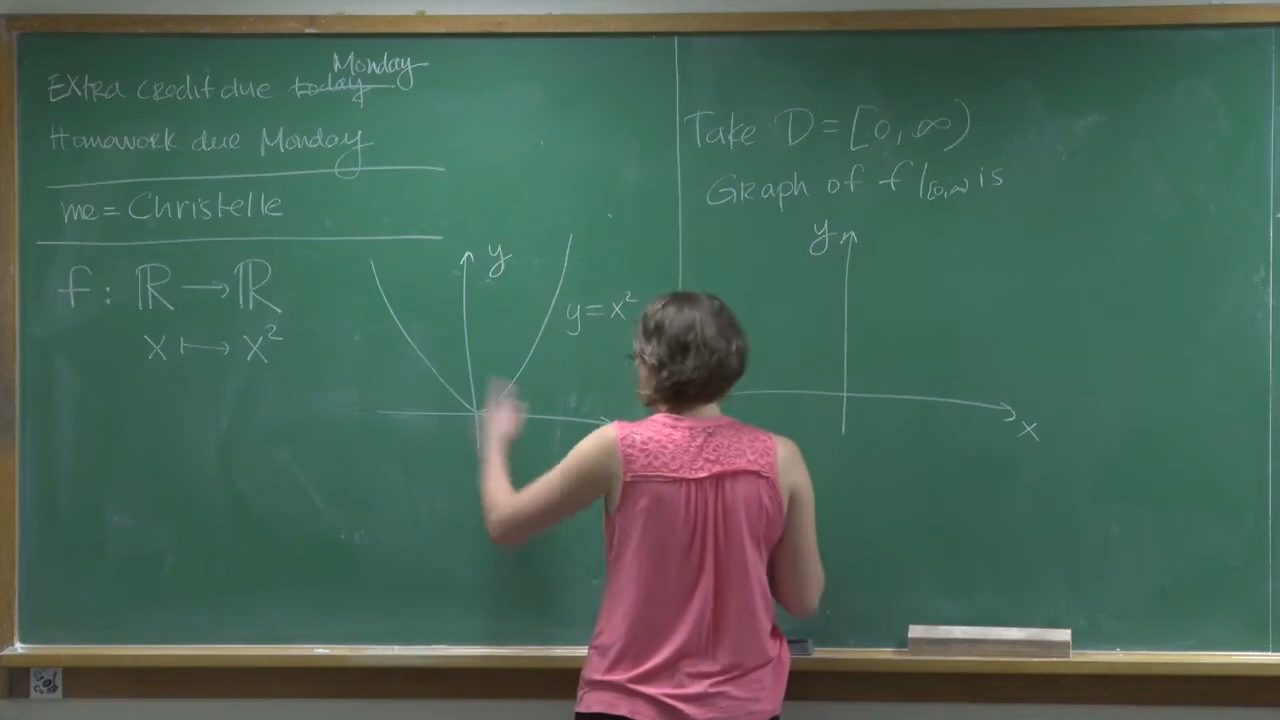 Monday
Extra credit due today
Homework due Monday
me = Christelle
f : ℝ → ℝ
x ↦ x²
y
y = x²
Take D = [0, ∞)
Graph of f|[0,∞) is
y
x